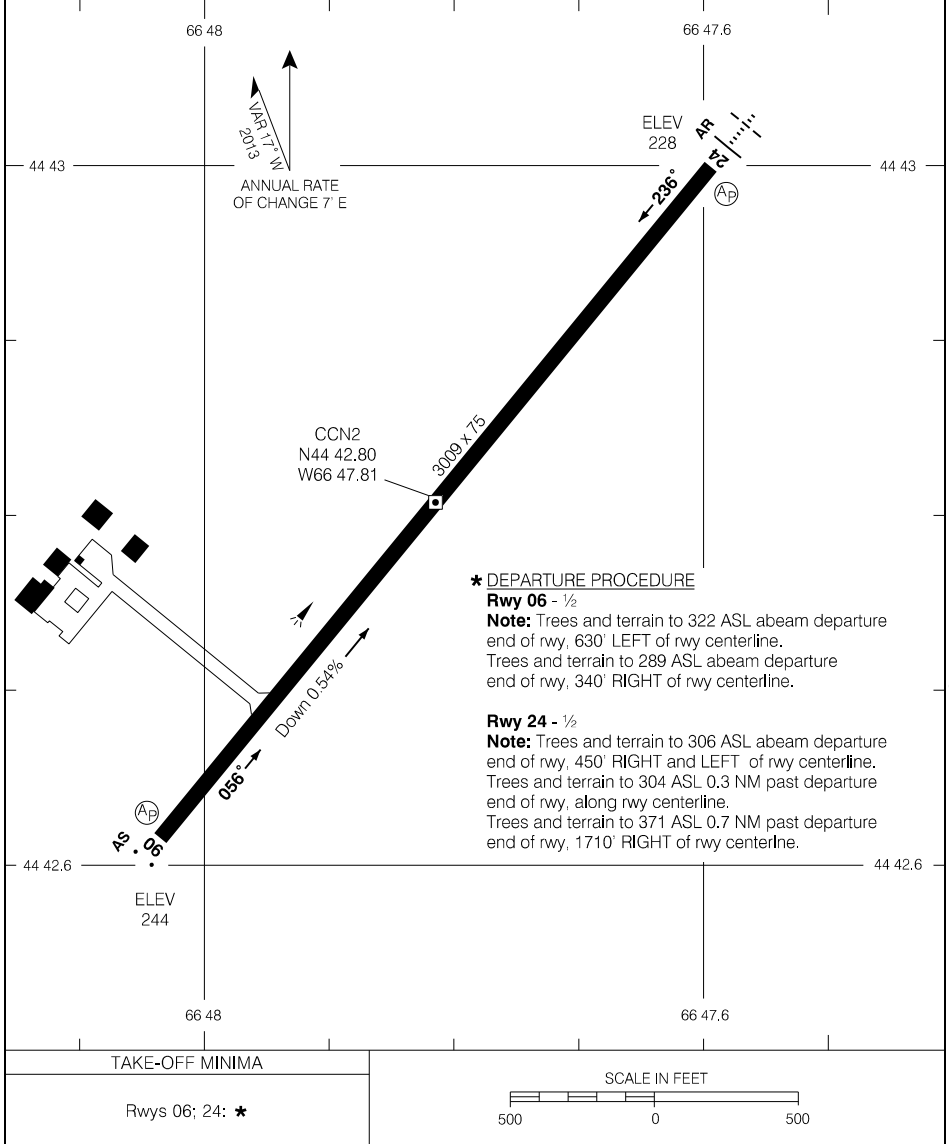 66 48
66 47.6
ELEV
228
AR
24
VAR 17° W
2013
44 43
44 43
ANNUAL RATE
OF CHANGE 7' E
236°
AP
CCN2
N44 42.80
W66 47.81
3009 x 75
* DEPARTURE PROCEDURE
Rwy 06 - ½
Note: Trees and terrain to 322 ASL abeam departure
end of rwy, 630' LEFT of rwy centerline.
Trees and terrain to 289 ASL abeam departure
end of rwy, 340' RIGHT of rwy centerline.
Rwy 24 - ½
Note: Trees and terrain to 306 ASL abeam departure
end of rwy, 450' RIGHT and LEFT of rwy centerline.
Trees and terrain to 304 ASL 0.3 NM past departure
end of rwy, along rwy centerline.
Trees and terrain to 371 ASL 0.7 NM past departure
end of rwy, 1710' RIGHT of rwy centerlne.
Down 0.54%
056°
AP
AS
06
44 42.6
44 42.6
ELEV
244
66 48
66 47.6
TAKE-OFF MINIMA
Rwys 06; 24: *
SCALE IN FEET
500 0 500